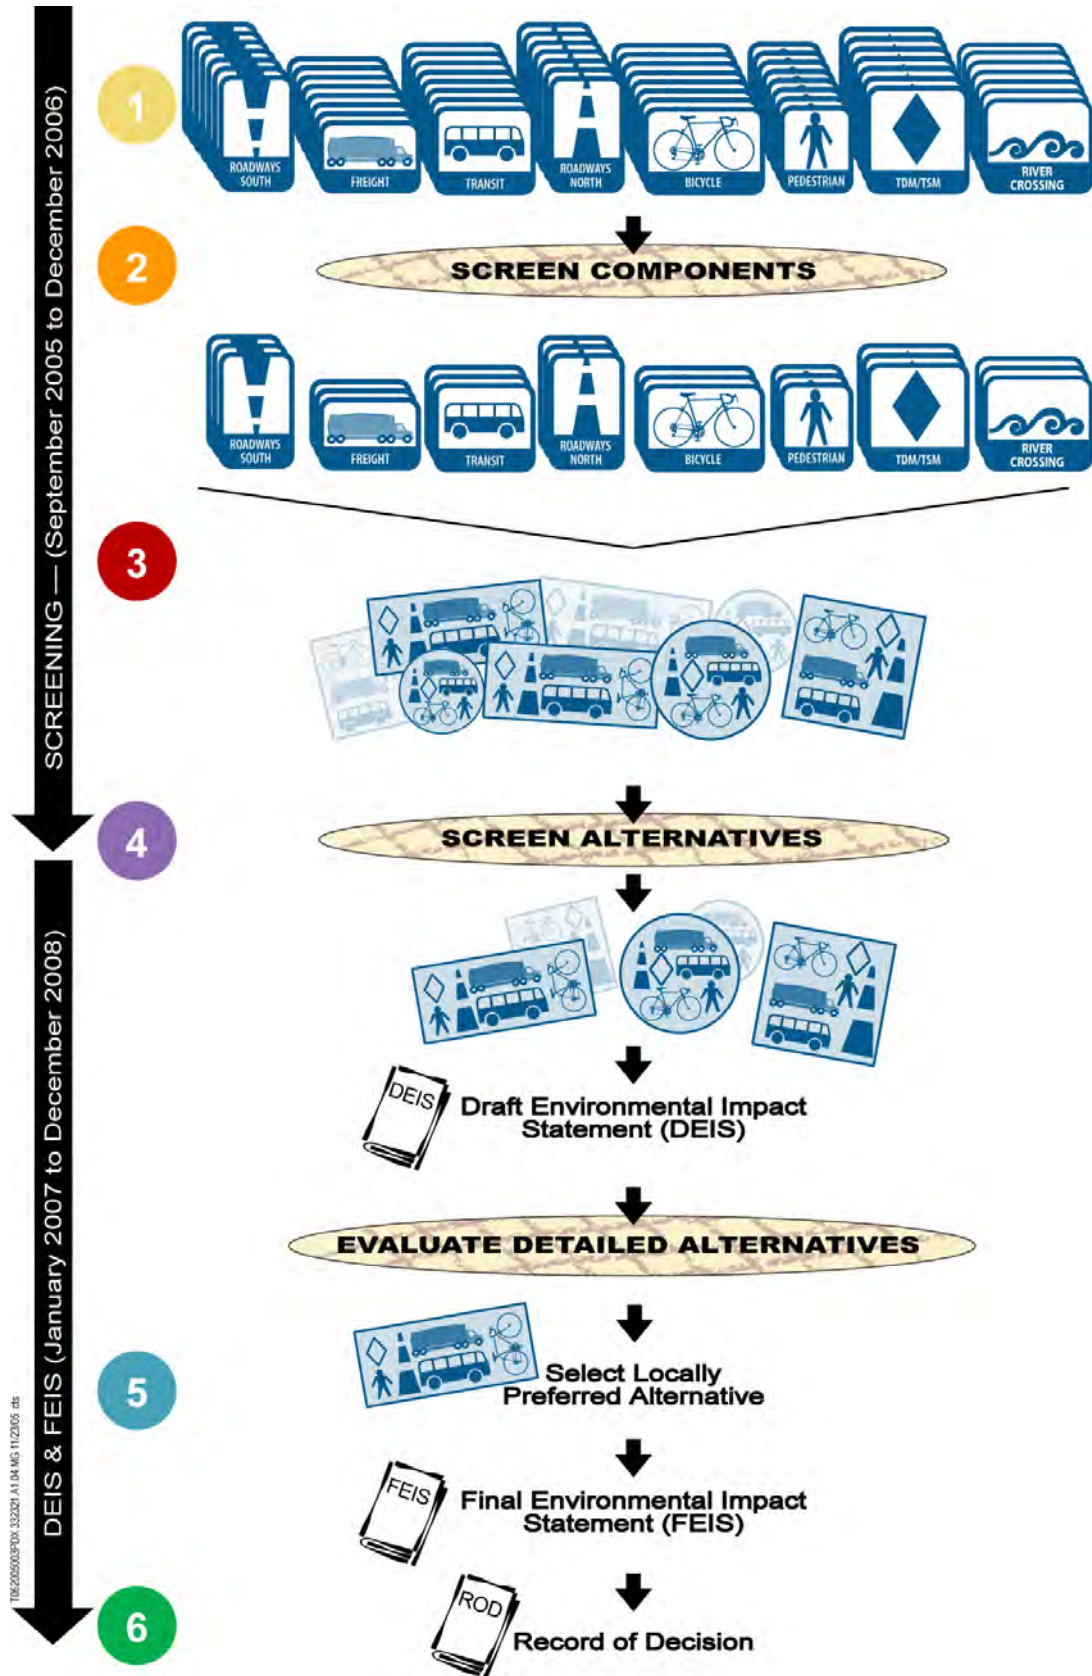 SCREENING — (September 2005 to December 2006)
1
ROADWAYS
SOUTH
FREIGHT
TRANSIT
ROADWAYS
NORTH
BICYCLE
PEDESTRIAN
TDM/TSM
RIVER
CROSSING
2
SCREEN COMPONENTS
ROADWAYS
SOUTH
FREIGHT
TRANSIT
ROADWAYS
NORTH
BICYCLE
PEDESTRIAN
TDM/TSM
RIVER
CROSSING
3
4
SCREEN ALTERNATIVES
DEIS & FEIS (January 2007 to December 2008)
DEIS
Draft Environmental Impact
Statement (DEIS)
EVALUATE DETAILED ALTERNATIVES
5
Select Locally
Preferred Alternative
FEIS
Final Environmental Impact
Statement (FEIS)
6
ROD
Record of Decision